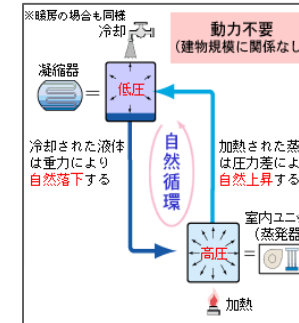 ※暖房の場合も同様
冷却
動力不要
(建物規模に関係なし
凝縮器
低圧
冷却された液体
は重力により
自然落下する
自然循環
加熱された蒸
は圧力差によ
自然上昇する
室内ユニッ
(蒸発器
高圧
加熱